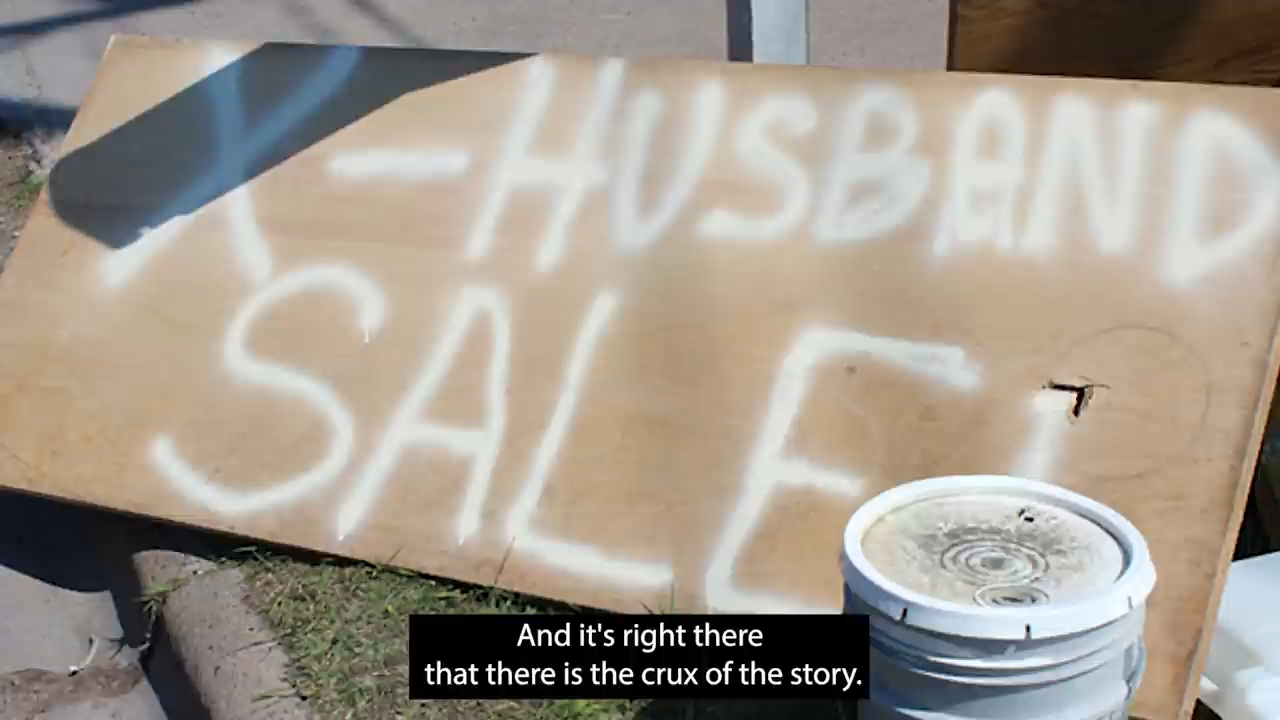 X-HUSBAND
SALE!
And it's right there
that there is the crux of the story.